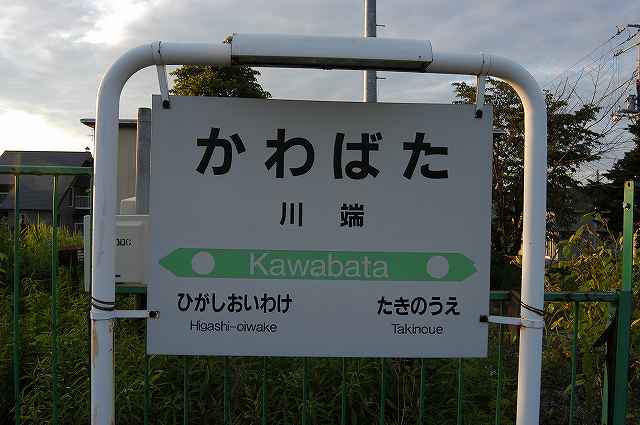 かわばた
川端
Kawabata
ひがしおいわけ たきのうえ
Higashi-oiwake Takinoue